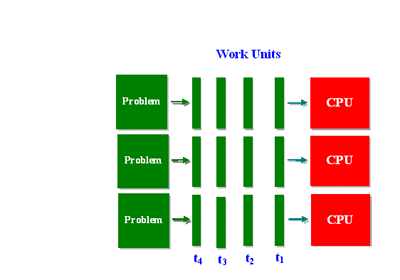 Work Units
Problem CPU
Problem CPU
Problem CPU
t4 t3 t2 t1